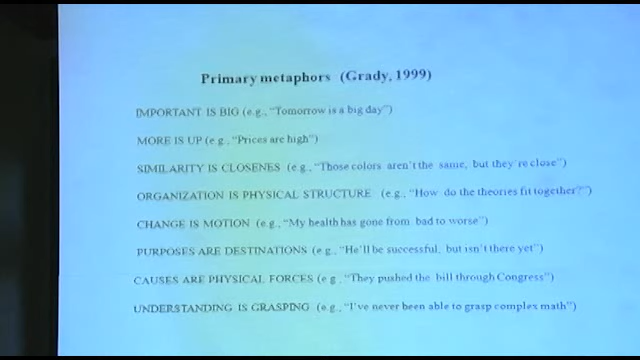 Primary metaphors (Grady, 1999)
IMPORTANT IS BIG (e.g., "Tomorrow is a big day")
MORE IS UP (e.g., "Prices are high")
SIMILARITY IS CLOSENES (e.g., "Those colors aren't the same, but they're close")
ORGANIZATION IS PHYSICAL STRUCTURE (e.g., "How do the theories fit together?")
CHANGE IS MOTION (e.g., "My health has gone from bad to worse")
PURPOSES ARE DESTINATIONS (e.g., "He'll be successful, but isn't there yet")
CAUSES ARE PHYSICAL FORCES (e.g., "They pushed the bill through Congress")
UNDERSTANDING IS GRASPING (e.g., "I've never been able to grasp complex math")